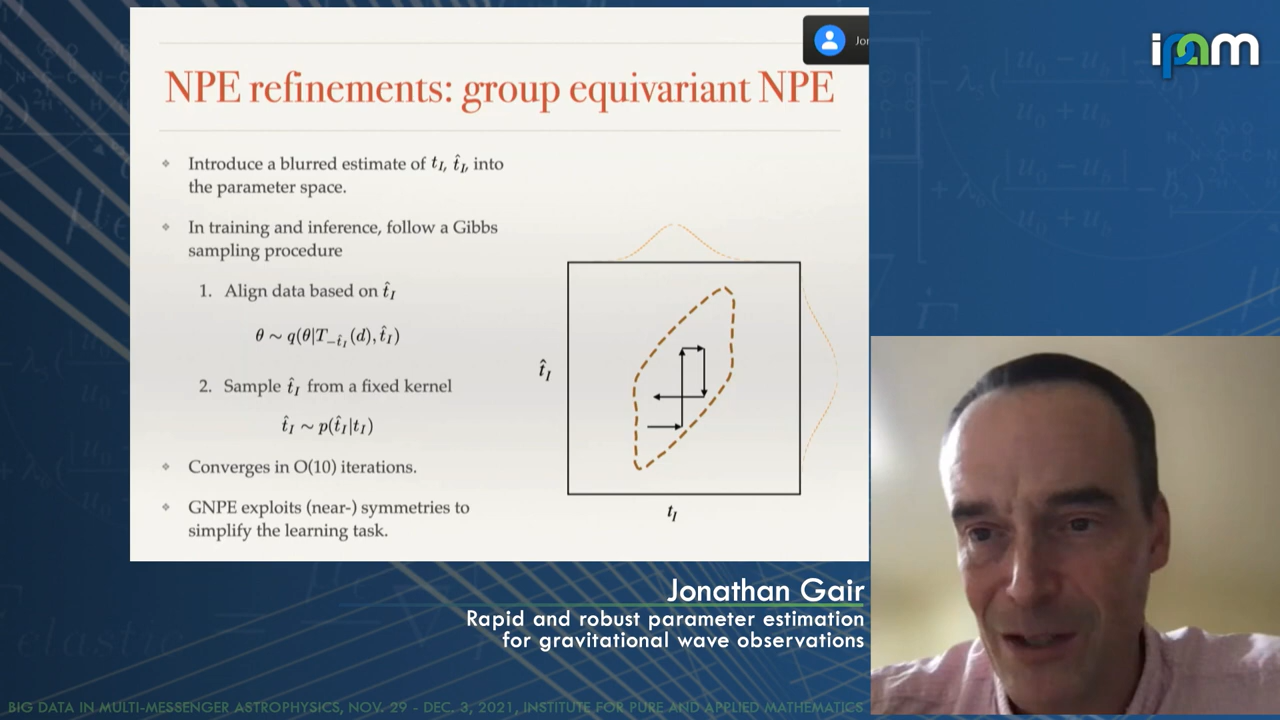 Jon
ipam
NPE refinements: group equivariant NPE
❖ Introduce a blurred estimate of t_I, t̂_I, into
the parameter space.
❖ In training and inference, follow a Gibbs
sampling procedure
1. Align data based on t̂_I
θ ~ q(θ|T_{-t̂_I}(d), t̂_I)
2. Sample t̂_I from a fixed kernel
t̂_I ~ p(t̂_I|t_I)
❖ Converges in O(10) iterations.
❖ GNPE exploits (near-) symmetries to
simplify the learning task.
t̂_I
t_I
Jonathan Gair
Rapid and robust parameter estimation
for gravitational wave observations
BIG DATA IN MULTI-MESSENGER ASTROPHYSICS, NOV. 29 - DEC. 3, 2021, INSTITUTE FOR PURE AND APPLIED MATHEMATICS